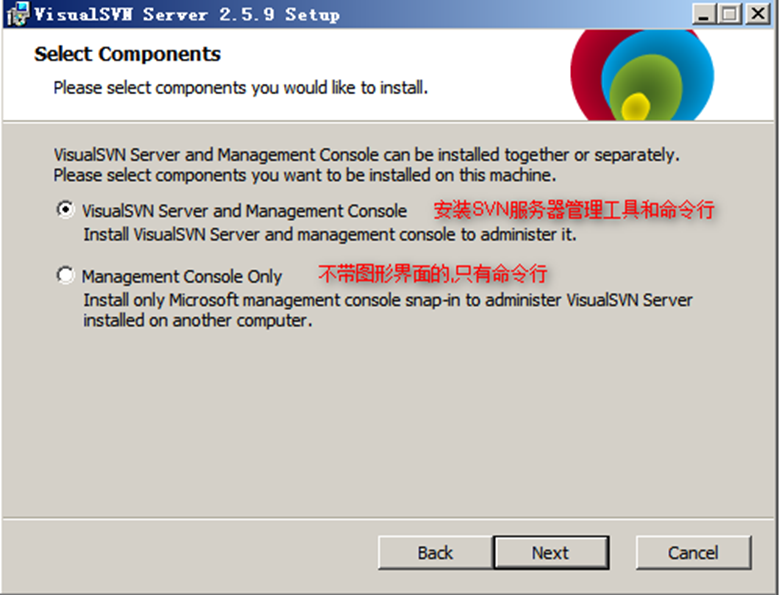 VisualSVN Server 2.5.9 Setup
Select Components
Please select components you would like to install.
VisualSVN Server and Management Console can be installed together or separately.
Please select components you want to be installed on this machine.
VisualSVN Server and Management Console 安装SVN服务器管理工具和命令行
Install VisualSVN Server and management console to administer it.
Management Console Only 不带图形界面的,只有命令行
Install only Microsoft management console snap-in to administer VisualSVN Server
installed on another computer.
Back Next Cancel